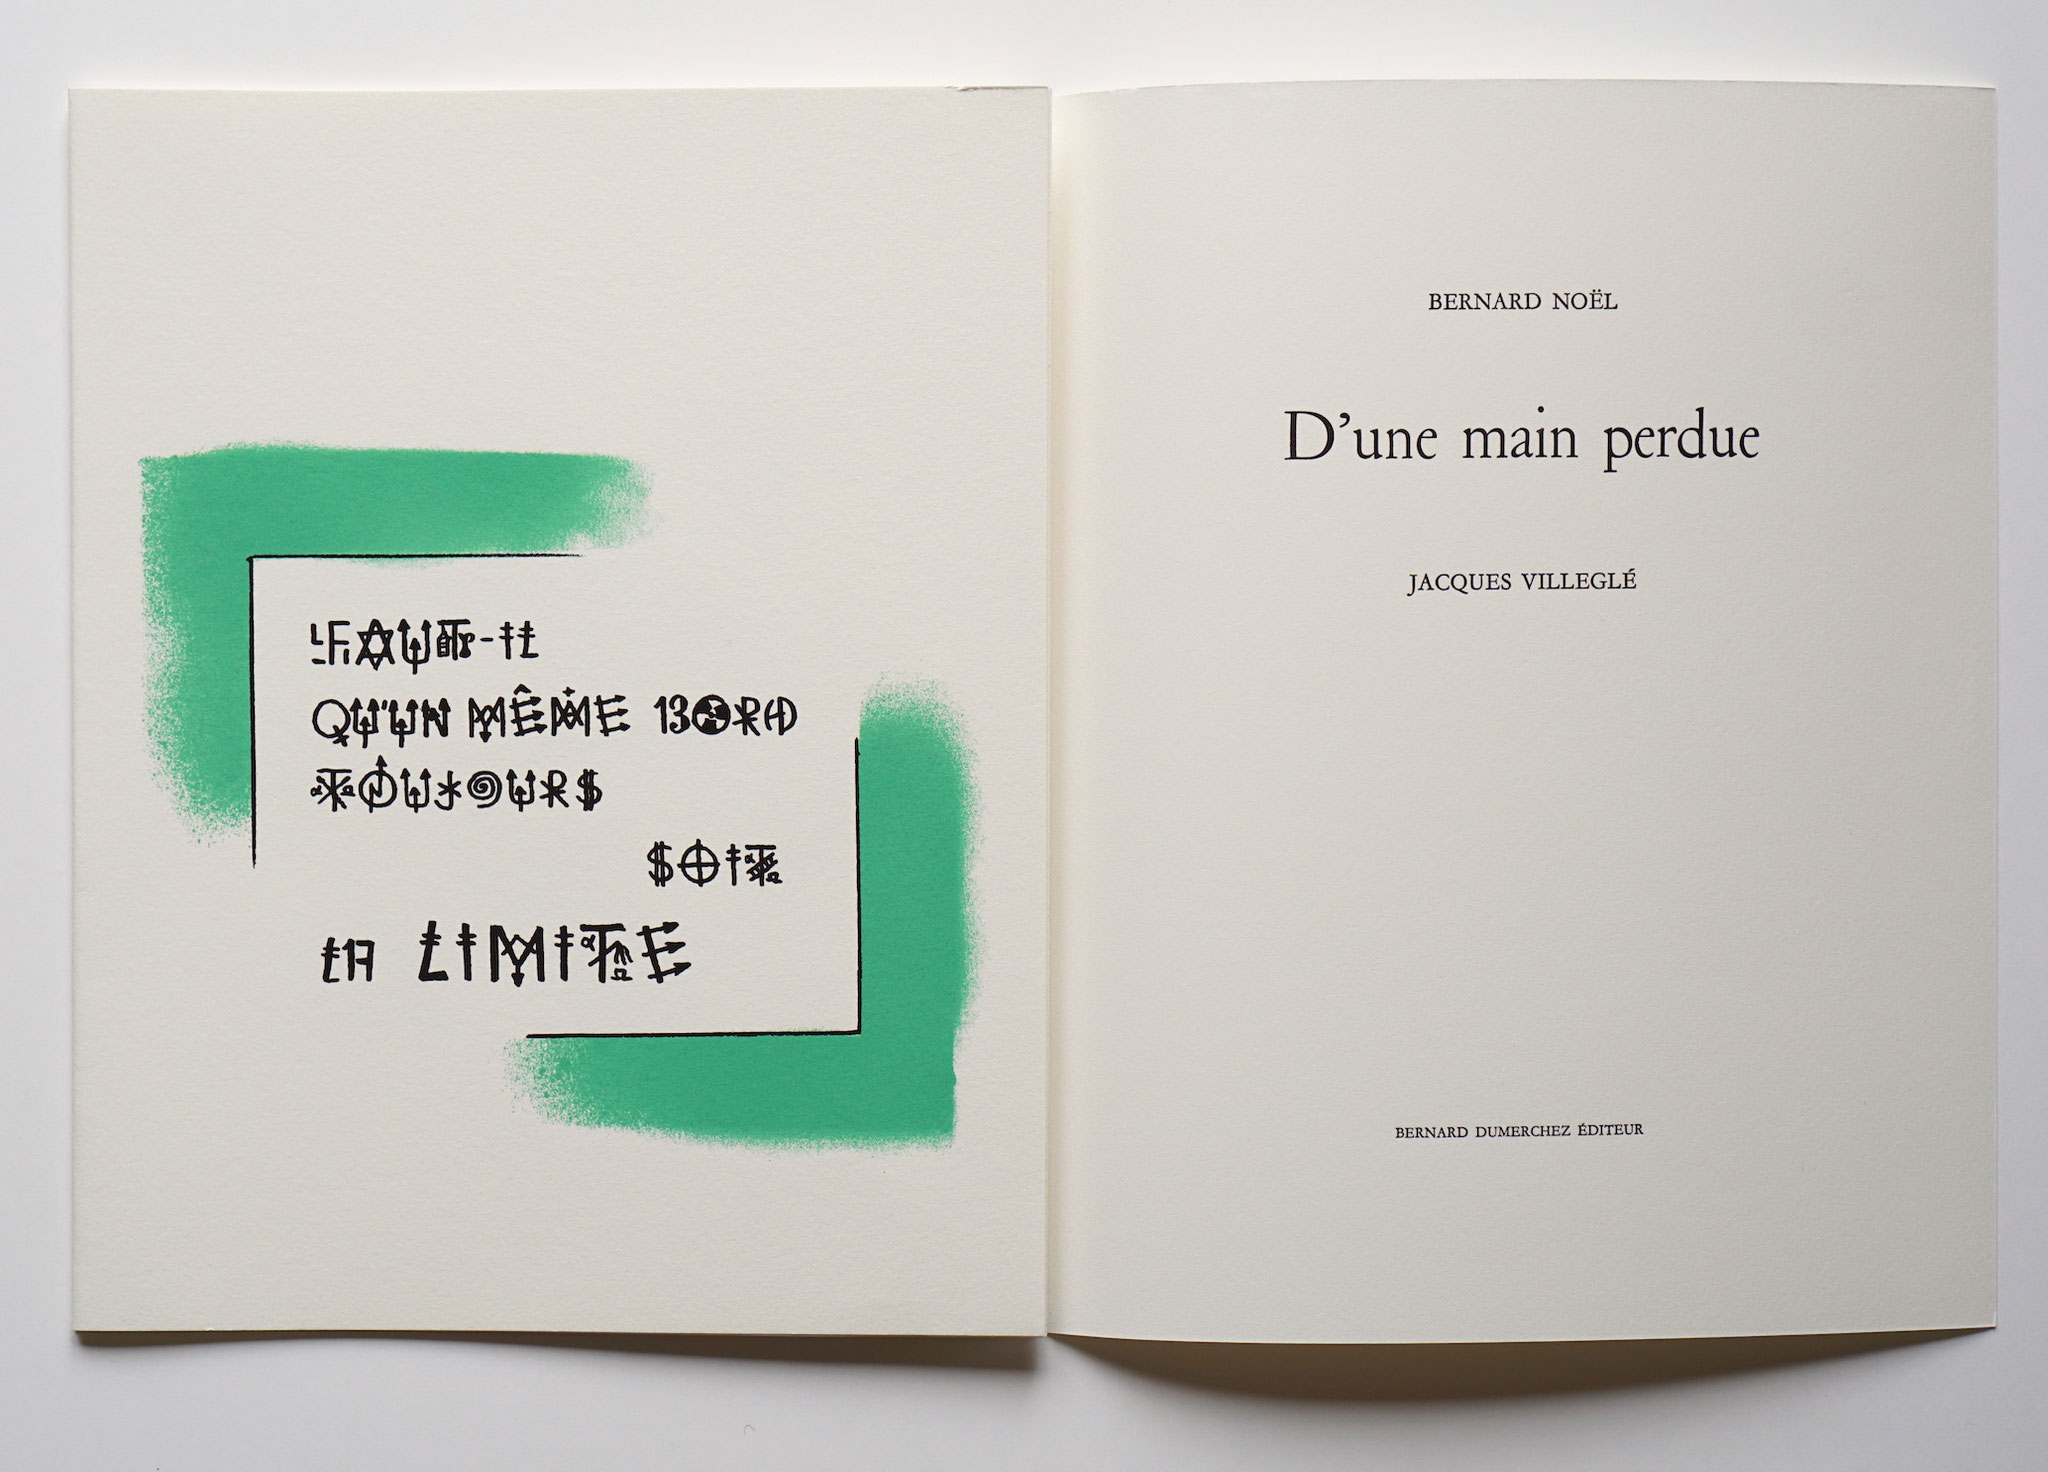 FAUT-IL
QU'UN MÊME BORD
TOUJOURS
SOIT
LA LIMITE
BERNARD NOËL
D'une main perdue
JACQUES VILLEGLÉ
BERNARD DUMERCHEZ ÉDITEUR